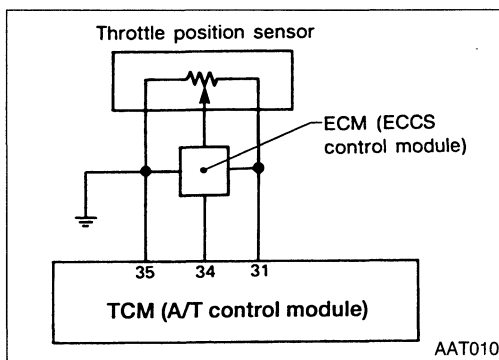 Throttle position sensor
ECM (ECCS
control module)
35 34 31
TCM (A/T control module)
AAT010